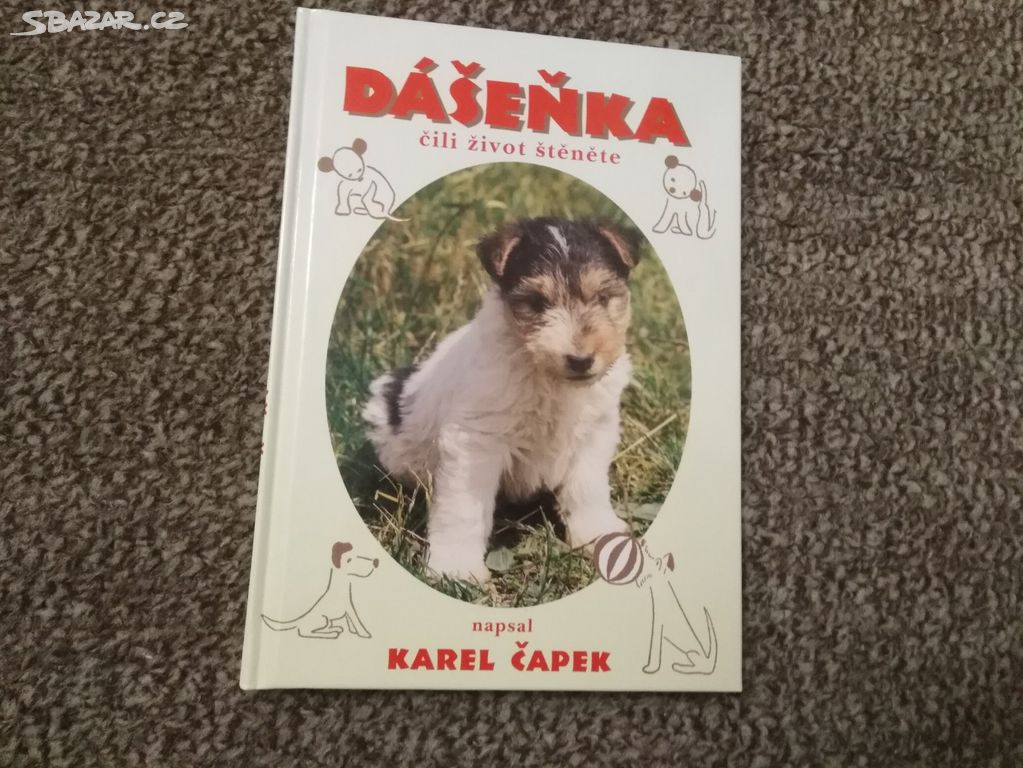 SBAZAR.CZ
DÁŠEŇKA
čili život štěněte
napsal
KAREL ČAPEK